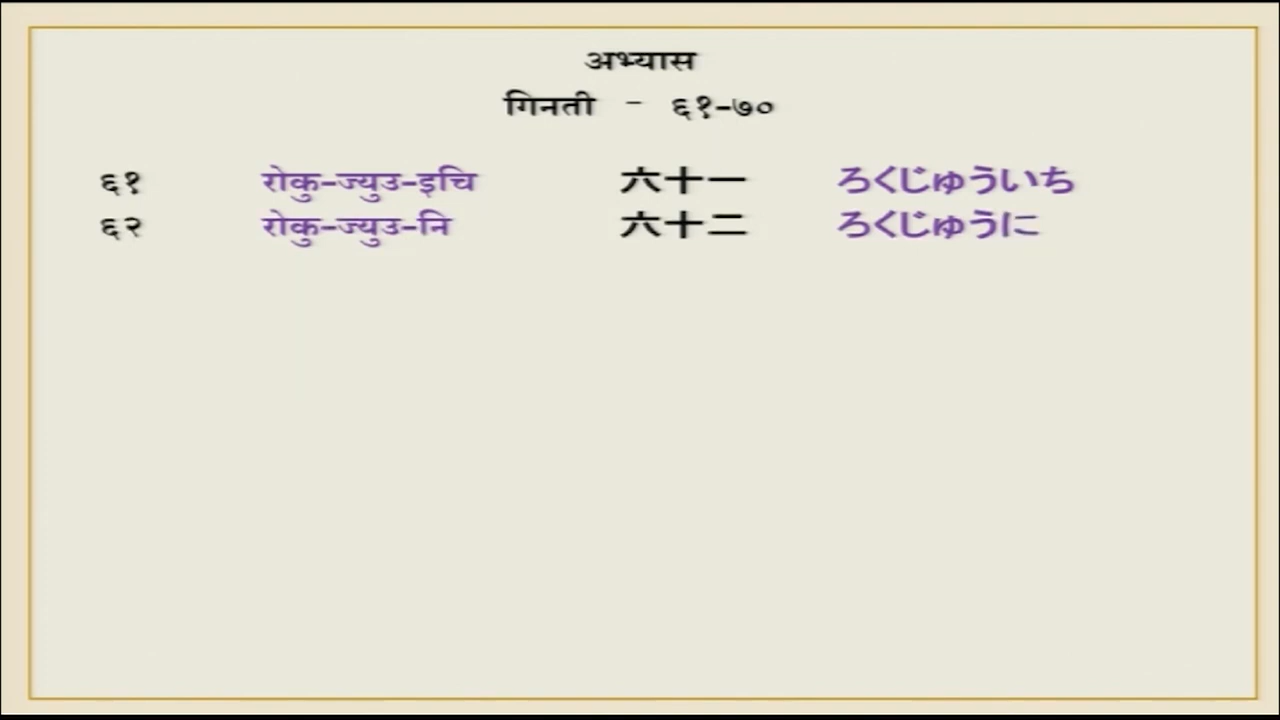 अभ्यास
गिनती - ६१-७०
६१ रोकु-ज्युउ-इचि 六十一 ろくじゅういち
६२ रोकु-ज्युउ-नि 六十二 ろくじゅうに